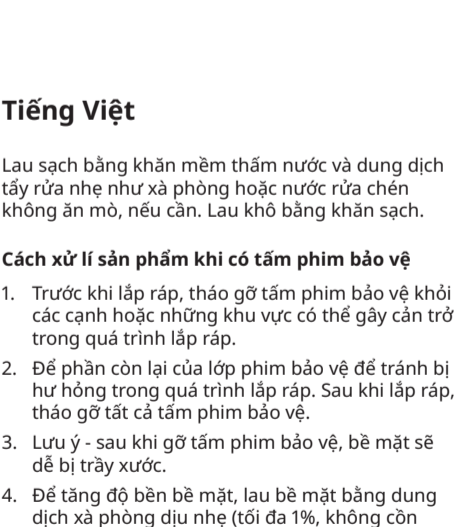 Tiếng Việt
Lau sạch bằng khăn mềm thấm nước và dung dịch
tẩy rửa nhẹ như xà phòng hoặc nước rửa chén
không ăn mò, nếu cần. Lau khô bằng khăn sạch.
Cách xử lí sản phẩm khi có tấm phim bảo vệ
1. Trước khi lắp ráp, tháo gỡ tấm phim bảo vệ khỏi
các cạnh hoặc những khu vực có thể gây cản trở
trong quá trình lắp ráp.
2. Để phần còn lại của lớp phim bảo vệ để tránh bị
hư hỏng trong quá trình lắp ráp. Sau khi lắp ráp,
tháo gỡ tất cả tấm phim bảo vệ.
3. Lưu ý - sau khi gỡ tấm phim bảo vệ, bề mặt sẽ
dễ bị trầy xước.
4. Để tăng độ bền bề mặt, lau bề mặt bằng dung
dịch xà phòng dịu nhẹ (tối đa 1%, không cồn